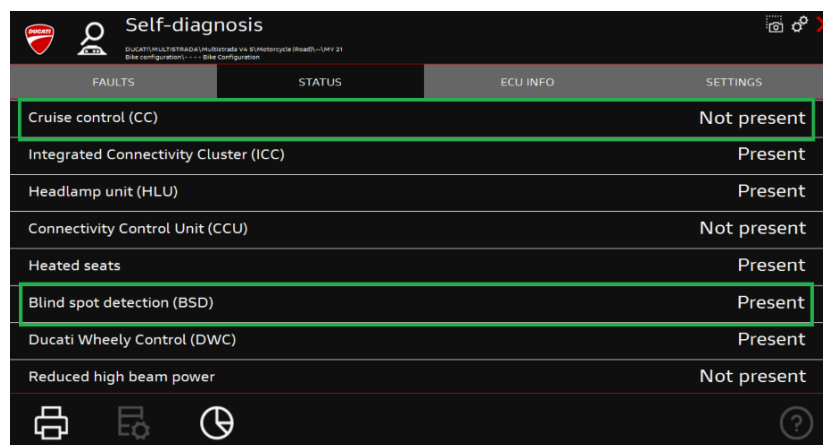 DUCATI
Self-diagnosis
DUCATI\MULTISTRADA\Multistrada V4 S\Motorcycle (Road)\--\MY 21
Bike configuration\- - - - Bike Configuration
FAULTS STATUS ECU INFO SETTINGS
Cruise control (CC) Not present
Integrated Connectivity Cluster (ICC) Present
Headlamp unit (HLU) Present
Connectivity Control Unit (CCU) Not present
Heated seats Present
Blind spot detection (BSD) Present
Ducati Wheely Control (DWC) Present
Reduced high beam power Not present
?